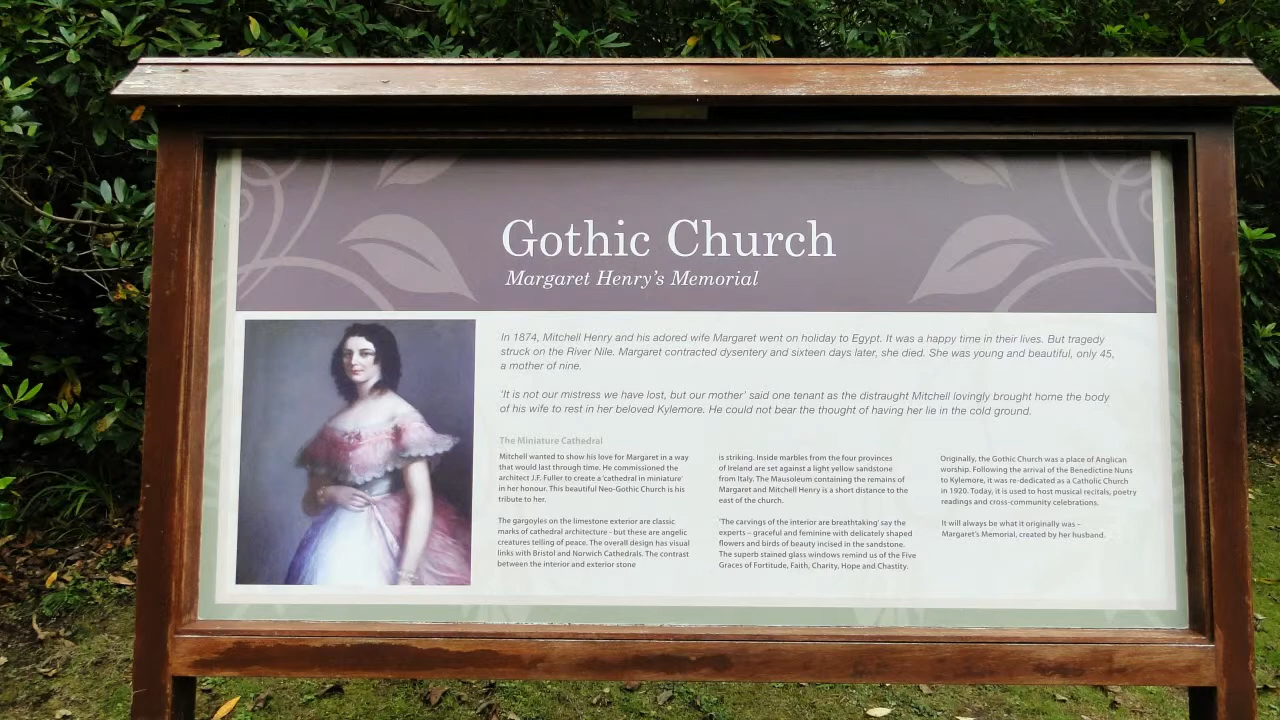 Gothic Church
Margaret Henry's Memorial
In 1874, Mitchell Henry and his adored wife Margaret went on holiday to Egypt. It was a happy time in their lives. But tragedy
struck on the River Nile. Margaret contracted dysentery and sixteen days later, she died. She was young and beautiful, only 45,
a mother of nine.
'It is not our mistress we have lost, but our mother' said one tenant as the distraught Mitchell lovingly brought home the body
of his wife to rest in her beloved Kylemore. He could not bear the thought of having her lie in the cold ground.
The Miniature Cathedral
Mitchell wanted to show his love for Margaret in a way
that would last through time. He commissioned the
architect J.F. Fuller to create a 'cathedral in miniature'
in her honour. This beautiful Neo-Gothic Church is his
tribute to her.
The gargoyles on the limestone exterior are classic
marks of cathedral architecture - but these are angelic
creatures telling of peace. The overall design has visual
links with Bristol and Norwich Cathedrals. The contrast
between the interior and exterior stone
is striking. Inside marbles from the four provinces
of Ireland are set against a light yellow sandstone
from Italy. The Mausoleum containing the remains of
Margaret and Mitchell Henry is a short distance to the
east of the church.
'The carvings of the interior are breathtaking' say the
experts – graceful and feminine with delicately shaped
flowers and birds of beauty incised in the sandstone.
The superb stained glass windows remind us of the Five
Graces of Fortitude, Faith, Charity, Hope and Chastity.
Originally, the Gothic Church was a place of Anglican
worship. Following the arrival of the Benedictine Nuns
to Kylemore, it was re-dedicated as a Catholic Church
in 1920. Today, it is used to host musical recitals, poetry
readings and cross-community celebrations.
It will always be what it originally was –
Margaret's Memorial, created by her husband.